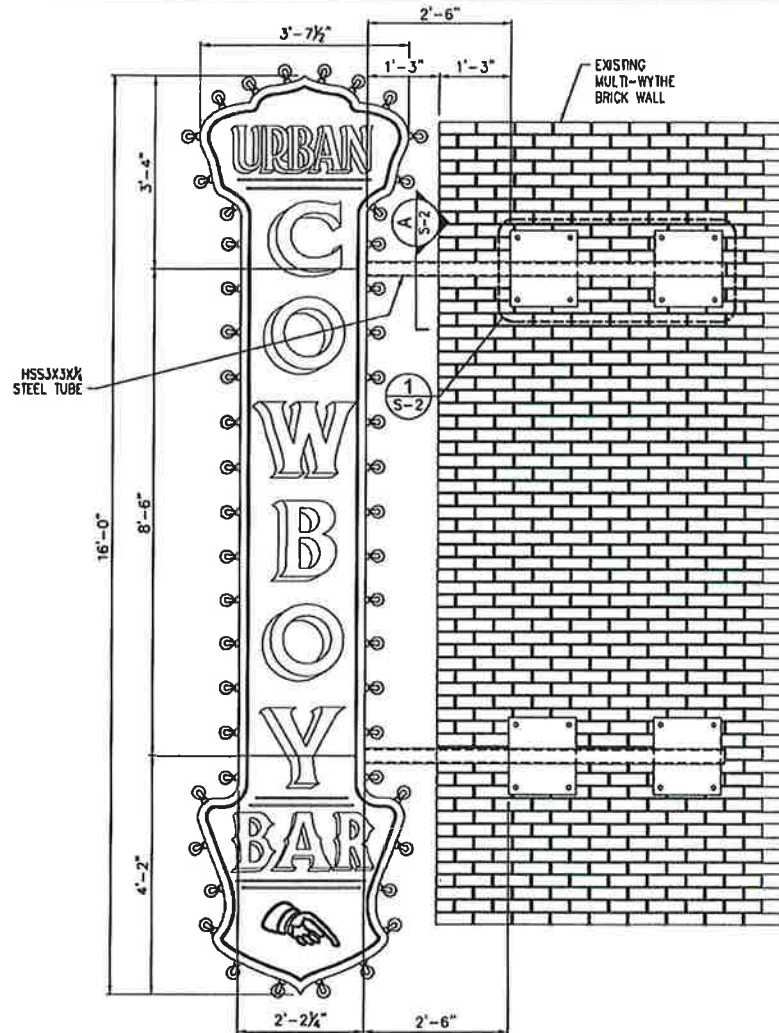 2'-6"
3'-7½"
1'-3" 1'-3"
EXISTING
MULTI-WYTHE
BRICK WALL
URBAN
3'-4"
A
S-2
C
O
HSS3X3X¼
STEEL TUBE
1
S-2
W
8'-6"
16'-0"
B
O
Y
BAR
4'-2"
2'-2¼" 2'-6"